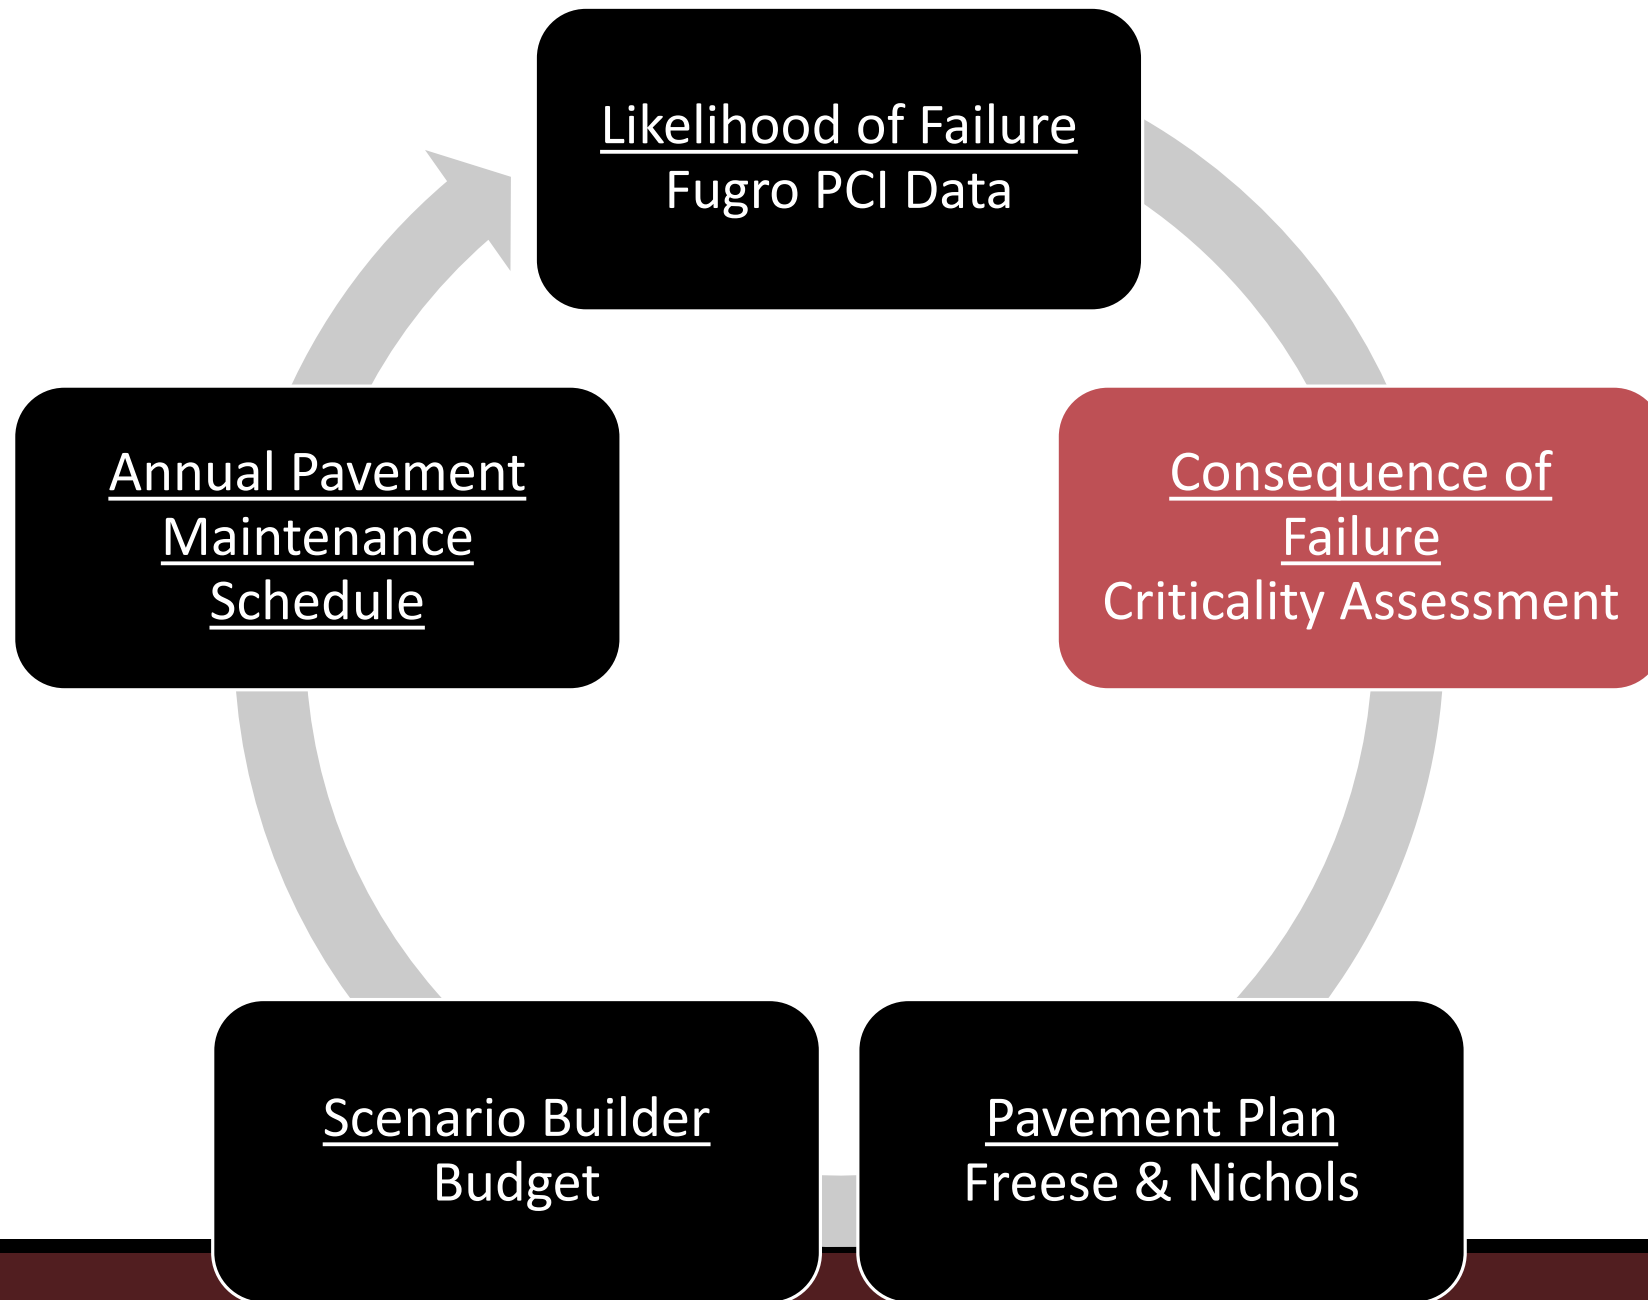 Likelihood of Failure
Fugro PCI Data
Consequence of
Failure
Criticality Assessment
Pavement Plan
Freese & Nichols
Scenario Builder
Budget
Annual Pavement
Maintenance
Schedule